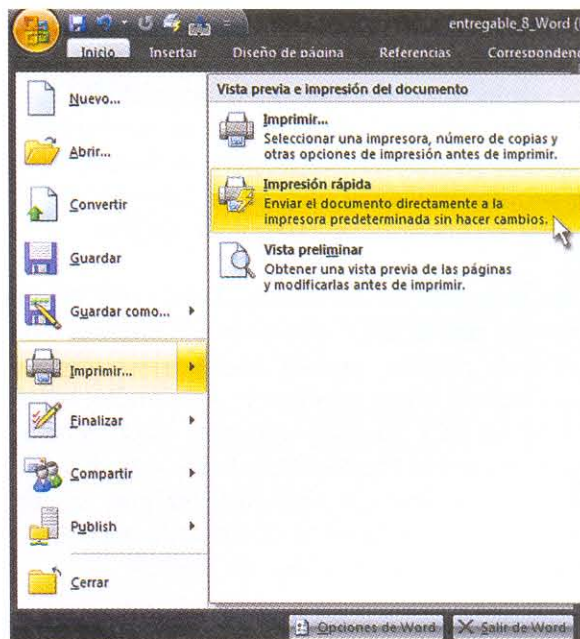 entregable_8_Word (
Inicio Insertar Diseño de página Referencias Corresponden
Nuevo...
Abrir...
Convertir
Guardar
Guardar como...
Imprimir...
Finalizar
Compartir
Publish
Cerrar
Vista previa e impresión del documento
Imprimir...
Seleccionar una impresora, número de copias y
otras opciones de impresión antes de imprimir.
Impresión rápida
Enviar el documento directamente a la
impresora predeterminada sin hacer cambios.
Vista preliminar
Obtener una vista previa de las páginas
y modificarlas antes de imprimir.
Opciones de Word Salir de Word